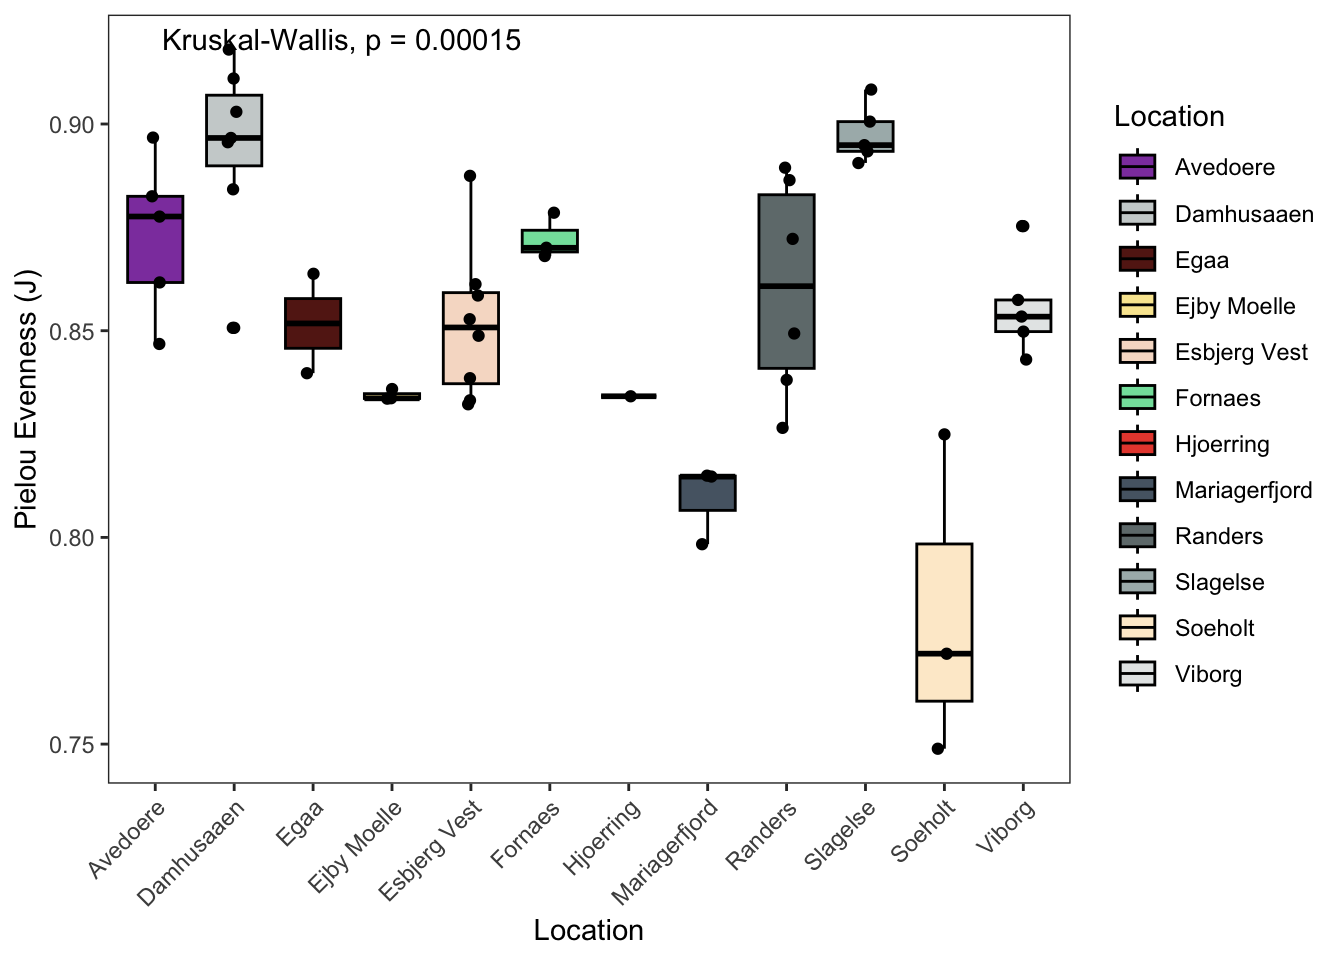 Kruskal-Wallis, p = 0.00015
Pielou Evenness (J)
0.90
0.85
0.80
0.75
Avedoere
Damhusaaen
Egaa
Ejby Moelle
Esbjerg Vest
Fornaes
Hjoerring
Mariagerfjord
Randers
Slagelse
Soeholt
Viborg
Location
Location
Avedoere
Damhusaaen
Egaa
Ejby Moelle
Esbjerg Vest
Fornaes
Hjoerring
Mariagerfjord
Randers
Slagelse
Soeholt
Viborg